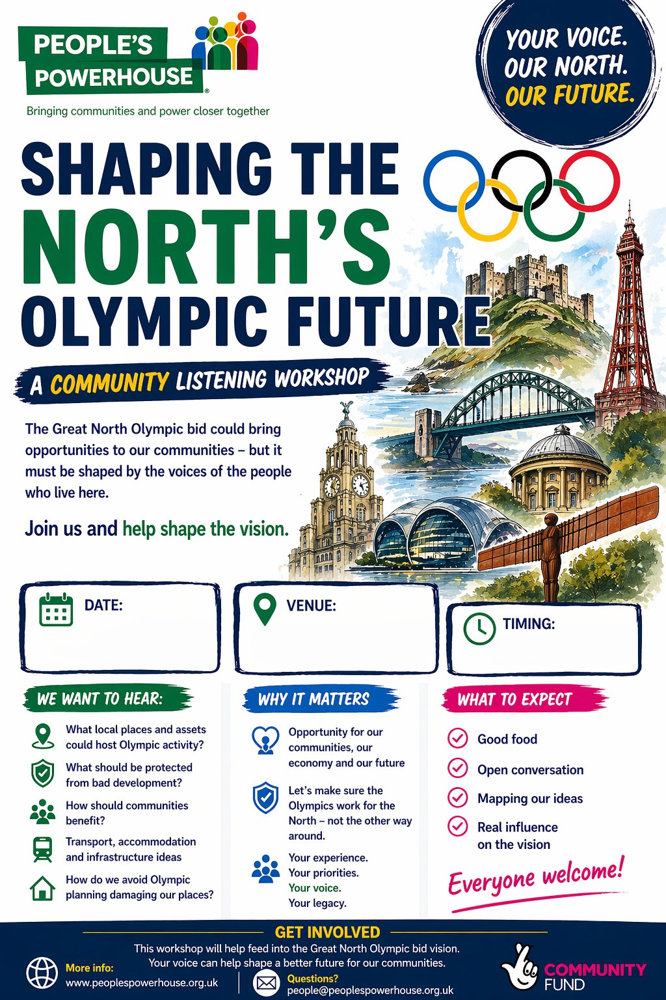 PEOPLE'S
POWERHOUSE®
Bringing communities and power closer together
YOUR VOICE.
OUR NORTH.
OUR FUTURE.
SHAPING THE
NORTH'S
OLYMPIC FUTURE
A COMMUNITY LISTENING WORKSHOP
The Great North Olympic bid could bring
opportunities to our communities – but it
must be shaped by the voices of the people
who live here.
Join us and help shape the vision.
DATE:
VENUE:
TIMING:
WE WANT TO HEAR:
What local places and assets
could host Olympic activity?
What should be protected
from bad development?
How should communities
benefit?
Transport, accommodation
and infrastructure ideas
How do we avoid Olympic
planning damaging our places?
WHY IT MATTERS
Opportunity for our
communities, our
economy and our future
Let's make sure the
Olympics work for the
North – not the other way
around.
Your experience.
Your priorities.
Your voice.
Your legacy.
WHAT TO EXPECT
Good food
Open conversation
Mapping our ideas
Real influence
on the vision
Everyone welcome!
GET INVOLVED
This workshop will help feed into the Great North Olympic bid vision.
Your voice can help shape a better future for our communities.
More info:
www.peoplespowerhouse.org.uk
Questions?
people@peoplespowerhouse.org.uk
COMMUNITY
FUND